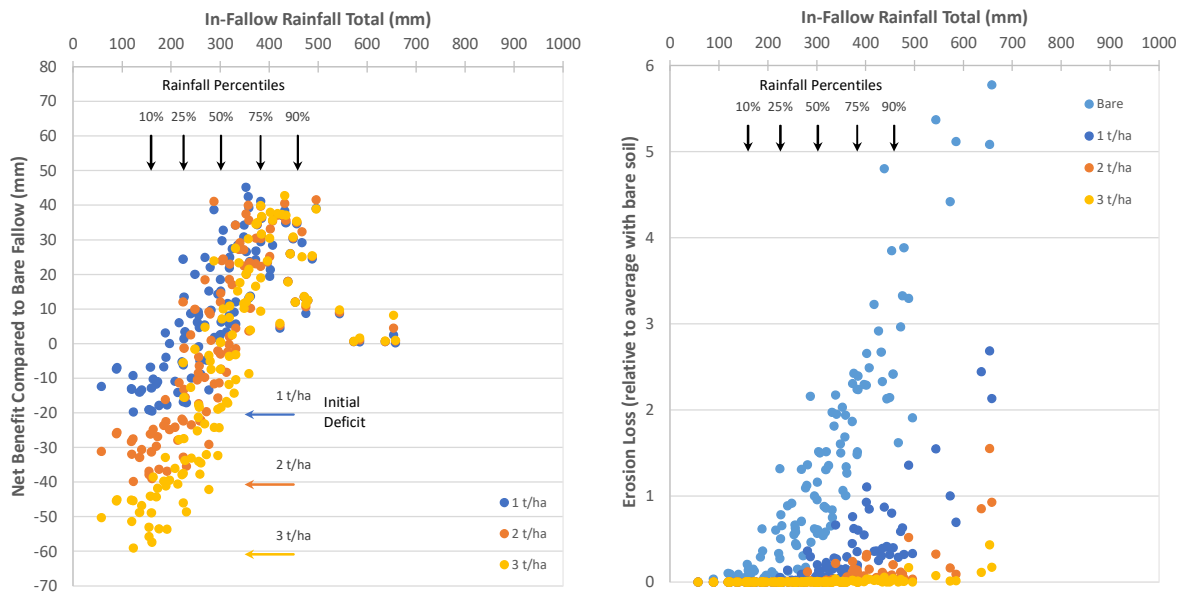 In-Fallow Rainfall Total (mm)
0 100 200 300 400 500 600 700 800 900 1000
80
70
60
50
40
30
20
10
0
-10
-20
-30
-40
-50
-60
-70
Net Benefit Compared to Bare Fallow (mm)
Rainfall Percentiles
10% 25% 50% 75% 90%
1 t/ha
Initial
Deficit
2 t/ha
3 t/ha
1 t/ha
2 t/ha
3 t/ha
In-Fallow Rainfall Total (mm)
0 100 200 300 400 500 600 700 800 900 1000
6
5
4
3
2
1
0
Erosion Loss (relative to average with bare soil)
Rainfall Percentiles
10% 25% 50% 75% 90%
Bare
1 t/ha
2 t/ha
3 t/ha